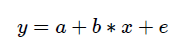 y = a + b * x + e